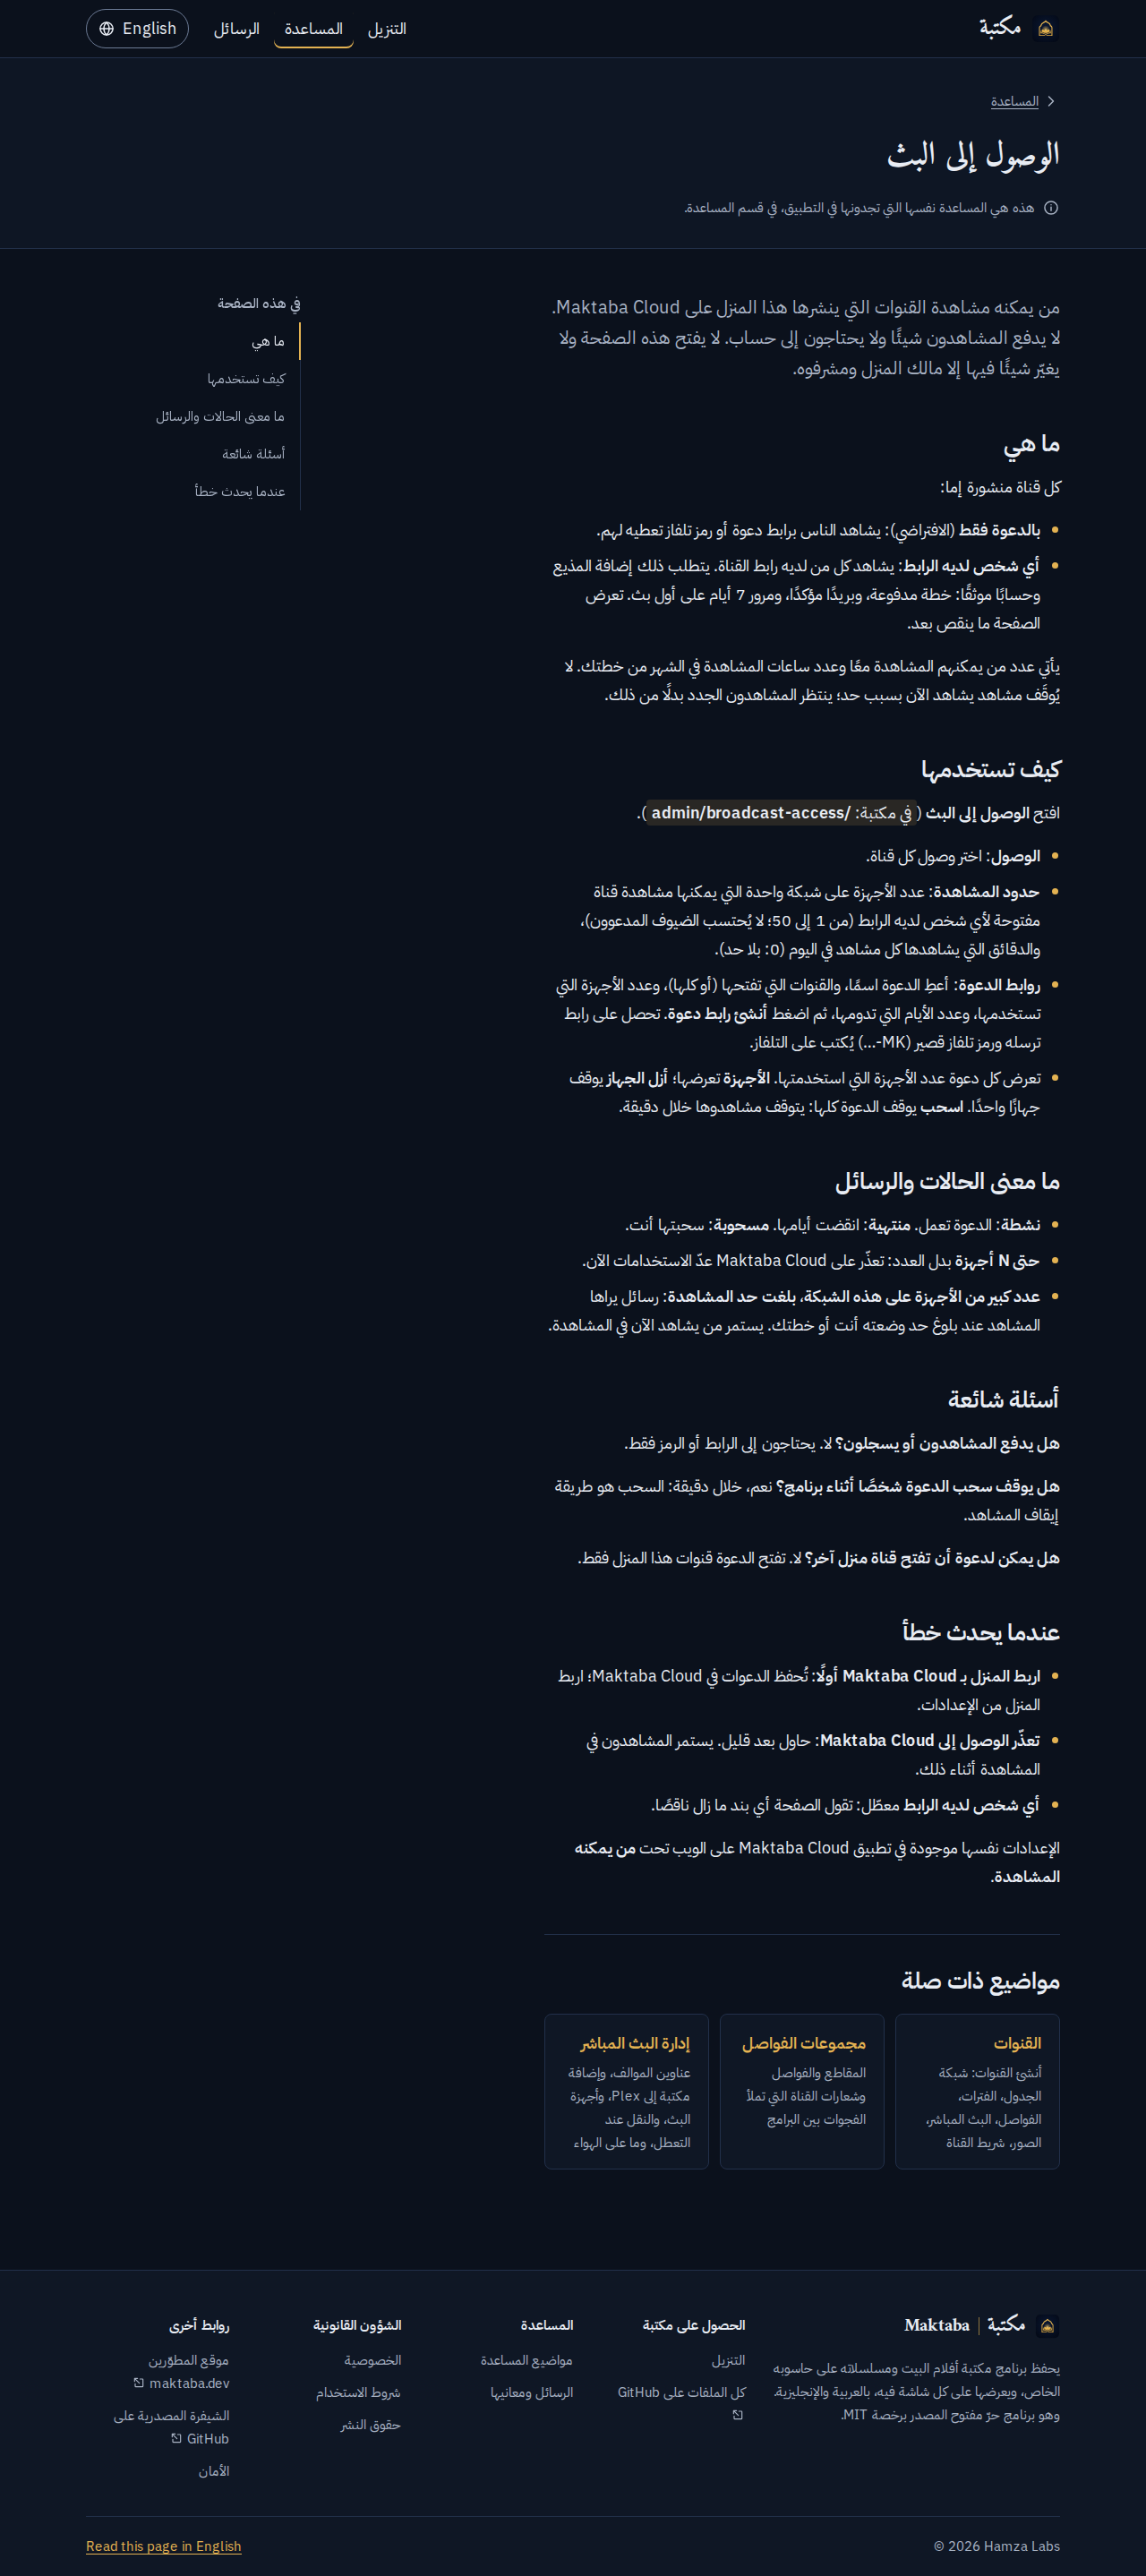 مكتبة
التنزيل
المساعدة
الرسائل
English
المساعدة
الوصول إلى البث
هذه هي المساعدة نفسها التي تجدونها في التطبيق، في قسم المساعدة.
من يمكنه مشاهدة القنوات التي ينشرها هذا المنزل على Maktaba Cloud.
لا يدفع المشاهدون شيئًا ولا يحتاجون إلى حساب. لا يفتح هذه الصفحة ولا
يغيّر شيئًا فيها إلا مالك المنزل ومشرفوه.
في هذه الصفحة
ما هي
كيف تستخدمها
ما معنى الحالات والرسائل
أسئلة شائعة
عندما يحدث خطأ
ما هي
كل قناة منشورة إما:
بالدعوة فقط (الافتراضي): يشاهد الناس برابط دعوة أو رمز تلفاز تعطيه لهم.
أي شخص لديه الرابط: يشاهد كل من لديه رابط القناة. يتطلب ذلك إضافة المذيع
وحسابًا موثقًا: خطة مدفوعة، وبريدًا مؤكدًا، ومرور 7 أيام على أول بث. تعرض
الصفحة ما ينقص بعد.
يأتي عدد من يمكنهم المشاهدة معًا وعدد ساعات المشاهدة في الشهر من خطتك. لا
يُوقَف مشاهد يشاهد الآن بسبب حد؛ ينتظر المشاهدون الجدد بدلًا من ذلك.
كيف تستخدمها
افتح الوصول إلى البث (في مكتبة: /admin/broadcast-access).
الوصول: اختر وصول كل قناة.
حدود المشاهدة: عدد الأجهزة على شبكة واحدة التي يمكنها مشاهدة قناة
مفتوحة لأي شخص لديه الرابط (من 1 إلى 50؛ لا يُحتسب الضيوف المدعوون)،
والدقائق التي يشاهدها كل مشاهد في اليوم (0: بلا حد).
روابط الدعوة: أعطِ الدعوة اسمًا، والقنوات التي تفتحها (أو كلها)، وعدد الأجهزة التي
تستخدمها، وعدد الأيام التي تدومها، ثم اضغط أنشئ رابط دعوة. تحصل على رابط
ترسله ورمز تلفاز قصير (MK-…) يُكتب على التلفاز.
تعرض كل دعوة عدد الأجهزة التي استخدمتها. الأجهزة تعرضها؛ أزل الجهاز يوقف
جهازًا واحدًا. اسحب يوقف الدعوة كلها: يتوقف مشاهدوها خلال دقيقة.
ما معنى الحالات والرسائل
نشطة: الدعوة تعمل. منتهية: انقضت أيامها. مسحوبة: سحبتها أنت.
حتى N أجهزة بدل العدد: تعذّر على Maktaba Cloud عدّ الاستخدامات الآن.
عدد كبير من الأجهزة على هذه الشبكة، بلغت حد المشاهدة: رسائل يراها
المشاهد عند بلوغ حد وضعته أنت أو خطتك. يستمر من يشاهد الآن في المشاهدة.
أسئلة شائعة
هل يدفع المشاهدون أو يسجلون؟ لا. يحتاجون إلى الرابط أو الرمز فقط.
هل يوقف سحب الدعوة شخصًا أثناء برنامج؟ نعم، خلال دقيقة: السحب هو طريقة
إيقاف المشاهد.
هل يمكن لدعوة أن تفتح قناة منزل آخر؟ لا. تفتح الدعوة قنوات هذا المنزل فقط.
عندما يحدث خطأ
اربط المنزل بـ Maktaba Cloud أولًا: تُحفظ الدعوات في Maktaba Cloud؛ اربط
المنزل من الإعدادات.
تعذّر الوصول إلى Maktaba Cloud: حاول بعد قليل. يستمر المشاهدون في
المشاهدة أثناء ذلك.
أي شخص لديه الرابط معطّل: تقول الصفحة أي بند ما زال ناقصًا.
الإعدادات نفسها موجودة في تطبيق Maktaba Cloud على الويب تحت من يمكنه
المشاهدة.
مواضيع ذات صلة
القنوات
أنشئ القنوات: شبكة
الجدول، الفترات،
الفواصل، البث المباشر،
الصور، شريط القناة
مجموعات الفواصل
المقاطع والفواصل
وشعارات القناة التي تملأ
الفجوات بين البرامج
إدارة البث المباشر
عناوين الموالف، وإضافة
مكتبة إلى Plex، وأجهزة
البث، والنقل عند
التعطل، وما على الهواء
مكتبة | Maktaba
يحفظ برنامج مكتبة أفلام البيت ومسلسلاته على حاسوبه
الخاص، ويعرضها على كل شاشة فيه، بالعربية والإنجليزية.
وهو برنامج حرّ مفتوح المصدر برخصة MIT.
الحصول على مكتبة
التنزيل
كل الملفات على GitHub
المساعدة
مواضيع المساعدة
الرسائل ومعانيها
الشؤون القانونية
الخصوصية
شروط الاستخدام
حقوق النشر
روابط أخرى
موقع المطوّرين
maktaba.dev
الشيفرة المصدرية على
GitHub
الأمان
© 2026 Hamza Labs
Read this page in English